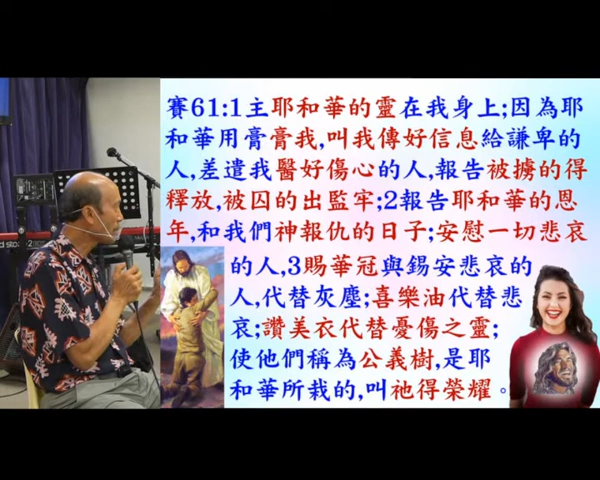 賽61:1主耶和華的靈在我身上;因為耶
和華用膏膏我,叫我傳好信息給謙卑的
人,差遣我醫好傷心的人,報告被擄的得
釋放,被囚的出監牢;2報告耶和華的恩
年,和我們神報仇的日子;安慰一切悲哀
的人,3賜華冠與錫安悲哀的
人,代替灰塵;喜樂油代替悲
哀;讚美衣代替憂傷之靈;
使他們稱為公義樹,是耶
和華所栽的,叫祂得榮耀。